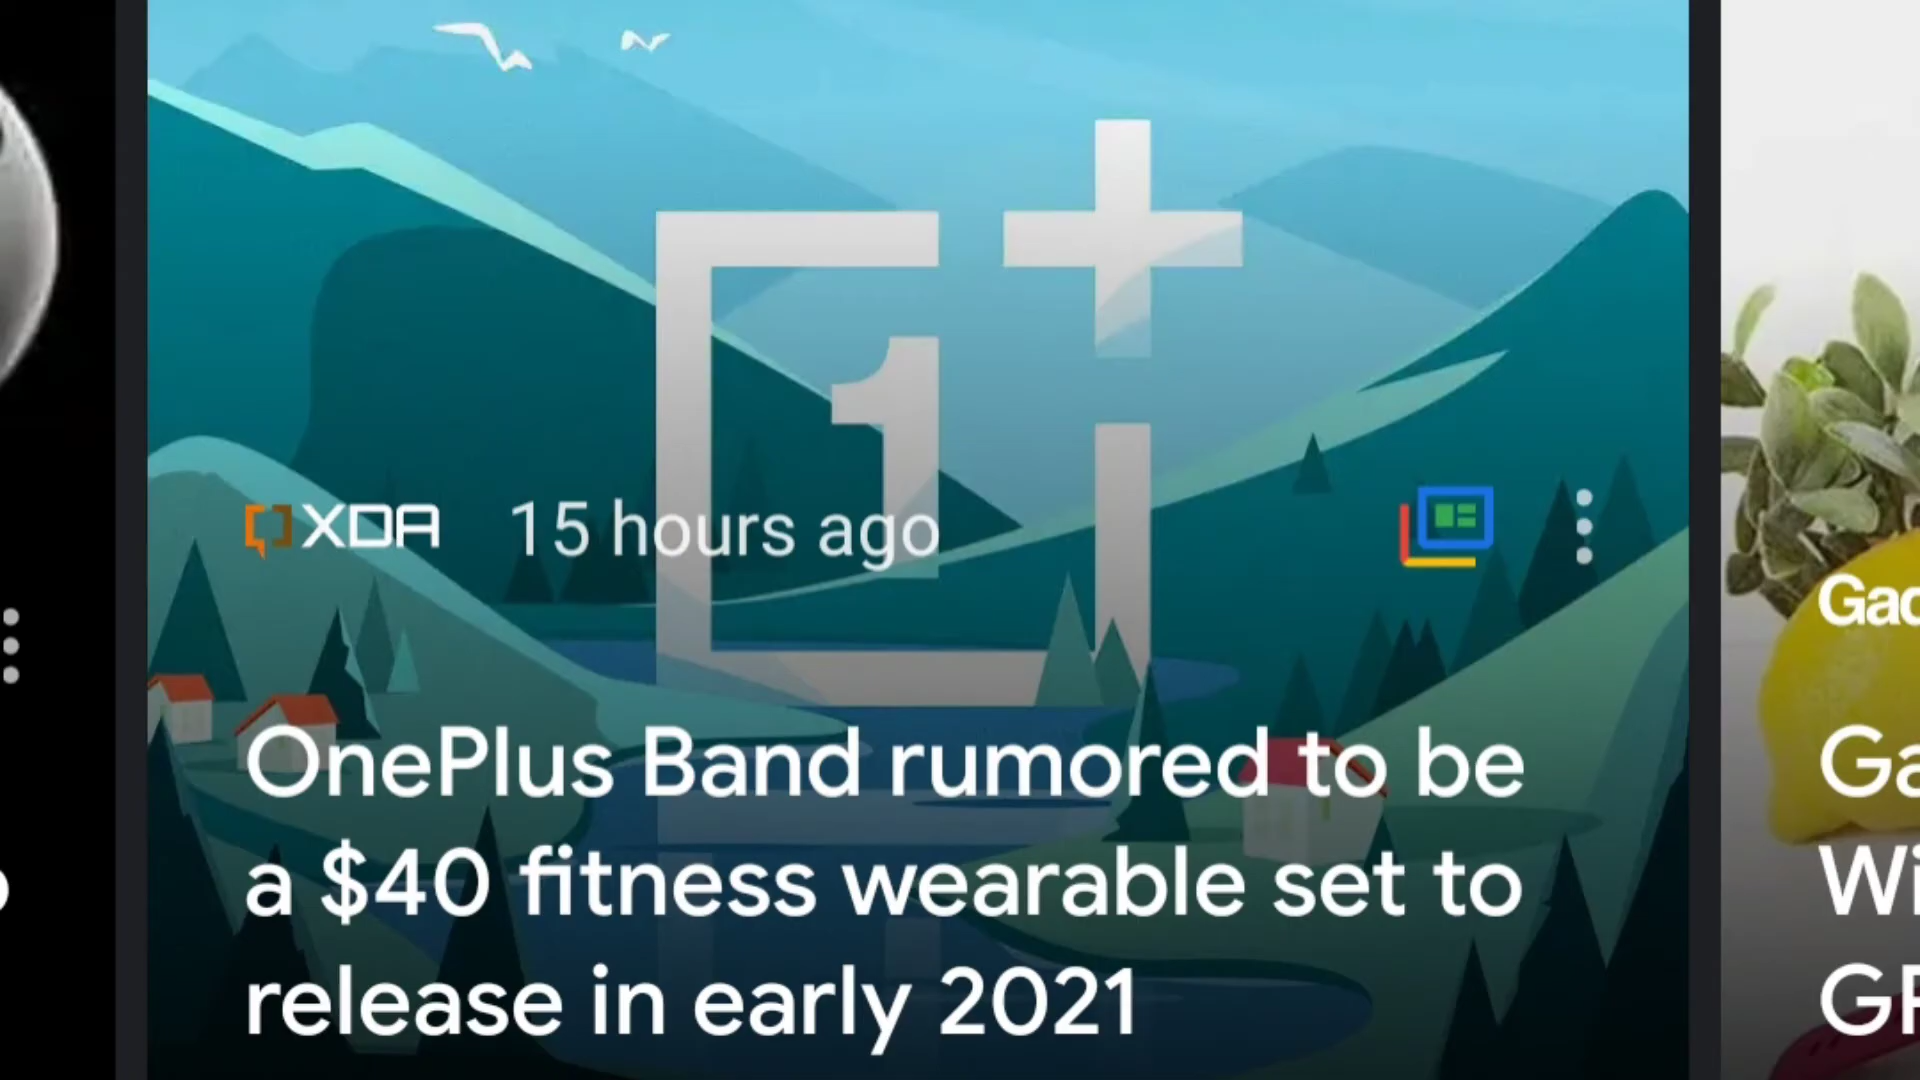 XDA 15 hours ago
OnePlus Band rumored to be
a $40 fitness wearable set to
release in early 2021